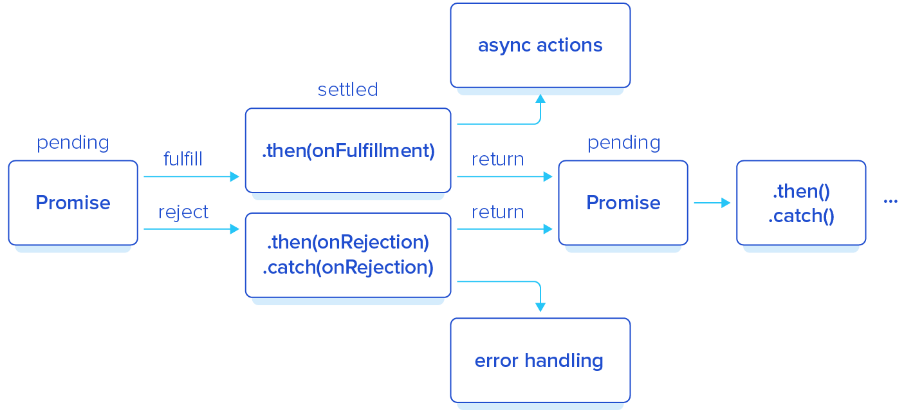 async actions
settled
pending
fulfill
.then(onFulfillment)
return
pending
Promise
reject
.then(onRejection)
.catch(onRejection)
return
Promise
.then()
.catch()
...
error handling